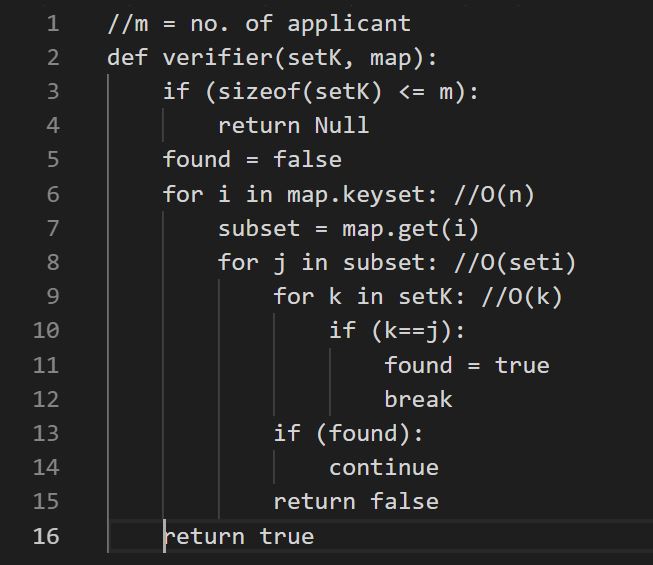 1 //m = no. of applicant
2 def verifier(setK, map):
3     if (sizeof(setK) <= m):
4         return Null
5     found = false
6     for i in map.keyset: //O(n)
7         subset = map.get(i)
8         for j in subset: //O(seti)
9             for k in setK: //O(k)
10                 if (k==j):
11                     found = true
12                     break
13             if (found):
14                 continue
15             return false
16     return true